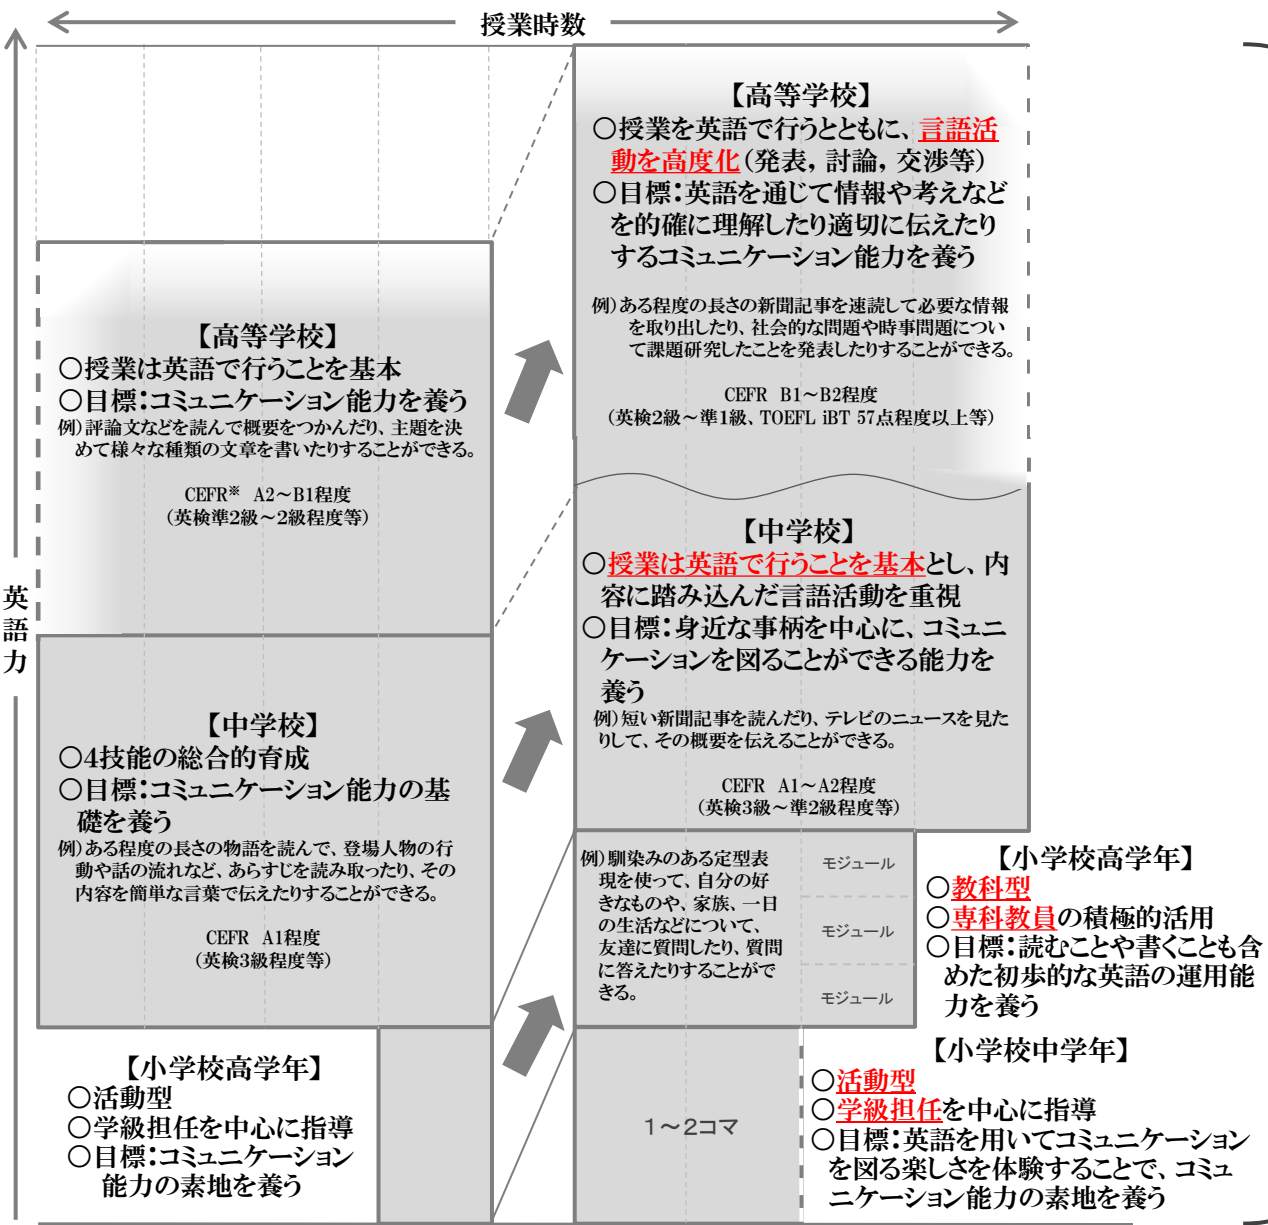 授業時数
英語力
【高等学校】
○授業は英語で行うことを基本
○目標：コミュニケーション能力を養う
例）評論文などを読んで概要をつかんだり、主題を決
めて様々な種類の文章を書いたりすることができる。
CEFR※ A2～B1程度
（英検準2級～2級程度等）
【中学校】
○4技能の総合的育成
○目標：コミュニケーション能力の基
礎を養う
例）ある程度の長さの物語を読んで、登場人物の行
動や話の流れなど、あらすじを読み取ったり、その
内容を簡単な言葉で伝えたりすることができる。
CEFR A1程度
（英検3級程度等）
【小学校高学年】
○活動型
○学級担任を中心に指導
○目標：コミュニケーション
能力の素地を養う
【高等学校】
○授業を英語で行うとともに、言語活
動を高度化（発表，討論，交渉等）
○目標：英語を通じて情報や考えなど
を的確に理解したり適切に伝えたり
するコミュニケーション能力を養う
例）ある程度の長さの新聞記事を速読して必要な情報
を取り出したり、社会的な問題や時事問題につい
て課題研究したことを発表したりすることができる。
CEFR B1～B2程度
（英検2級～準1級、TOEFL iBT 57点程度以上等）
【中学校】
○授業は英語で行うことを基本とし、内
容に踏み込んだ言語活動を重視
○目標：身近な事柄を中心に、コミュニ
ケーションを図ることができる能力を
養う
例）短い新聞記事を読んだり、テレビのニュースを見た
りして、その概要を伝えることができる。
CEFR A1～A2程度
（英検3級～準2級程度等）
例）馴染みのある定型表
現を使って、自分の好
きなものや、家族、一日
の生活などについて、
友達に質問したり、質問
に答えたりすることがで
きる。
モジュール
モジュール
モジュール
【小学校高学年】
○教科型
○専科教員の積極的活用
○目標：読むことや書くことも含
めた初歩的な英語の運用能
力を養う
1～2コマ
【小学校中学年】
○活動型
○学級担任を中心に指導
○目標：英語を用いてコミュニケーション
を図る楽しさを体験することで、コミュ
ニケーション能力の素地を養う